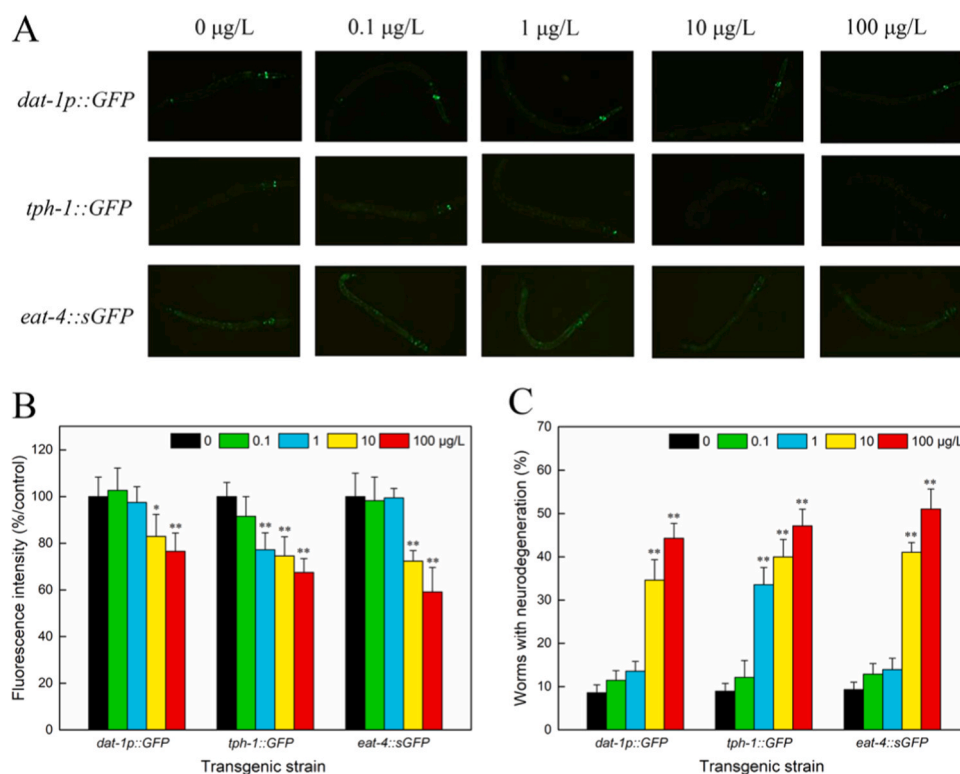 A
0 μg/L 0.1 μg/L 1 μg/L 10 μg/L 100 μg/L
dat-1p::GFP
tph-1::GFP
eat-4::sGFP
B
0 0.1 1 10 100 μg/L
Fluorescence intensity (%/control)
120
100
80
60
40
20
0
* ** ** ** ** ** **
dat-1p::GFP tph-1::GFP eat-4::sGFP
Transgenic strain
C
0 0.1 1 10 100 μg/L
Worms with neurodegeneration (%)
70
60
50
40
30
20
10
0
** ** ** ** ** ** **
dat-1p::GFP tph-1::GFP eat-4::sGFP
Transgenic strain